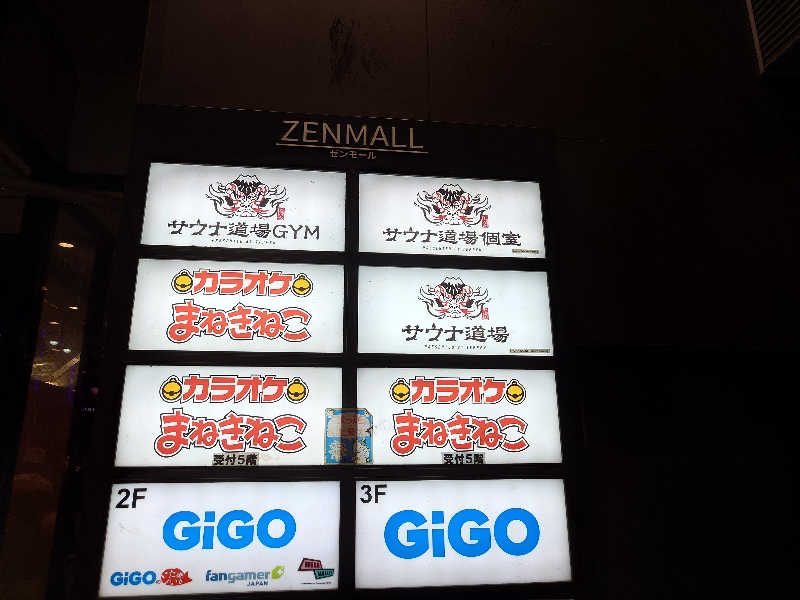 ZENMALL
ゼンモール
サウナ道場GYM
サウナ道場個室
カラオケ
まねきねこ
サウナ道場
カラオケ
まねきねこ
受付5階
カラオケ
まねきねこ
受付5階
2F
GiGO
GiGO
fangamer
JAPAN
3F
GiGO